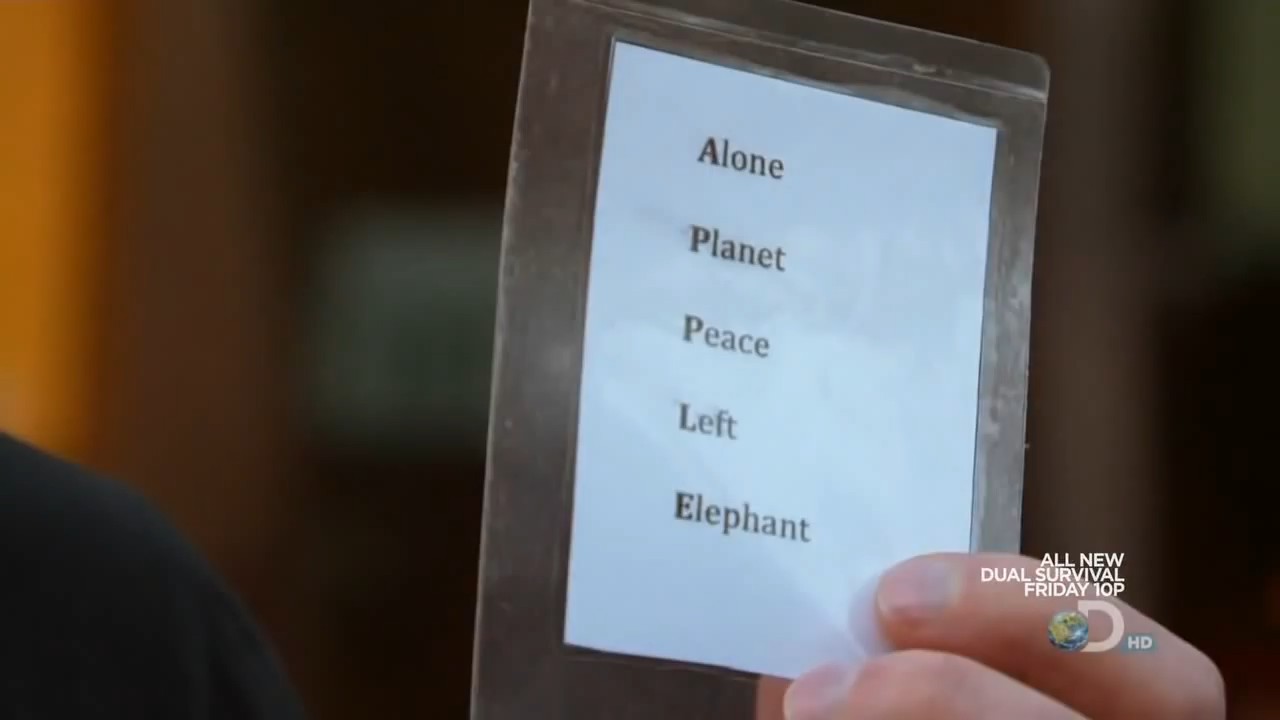 Alone
Planet
Peace
Left
Elephant
ALL NEW
DUAL SURVIVAL
FRIDAY 10P
D HD